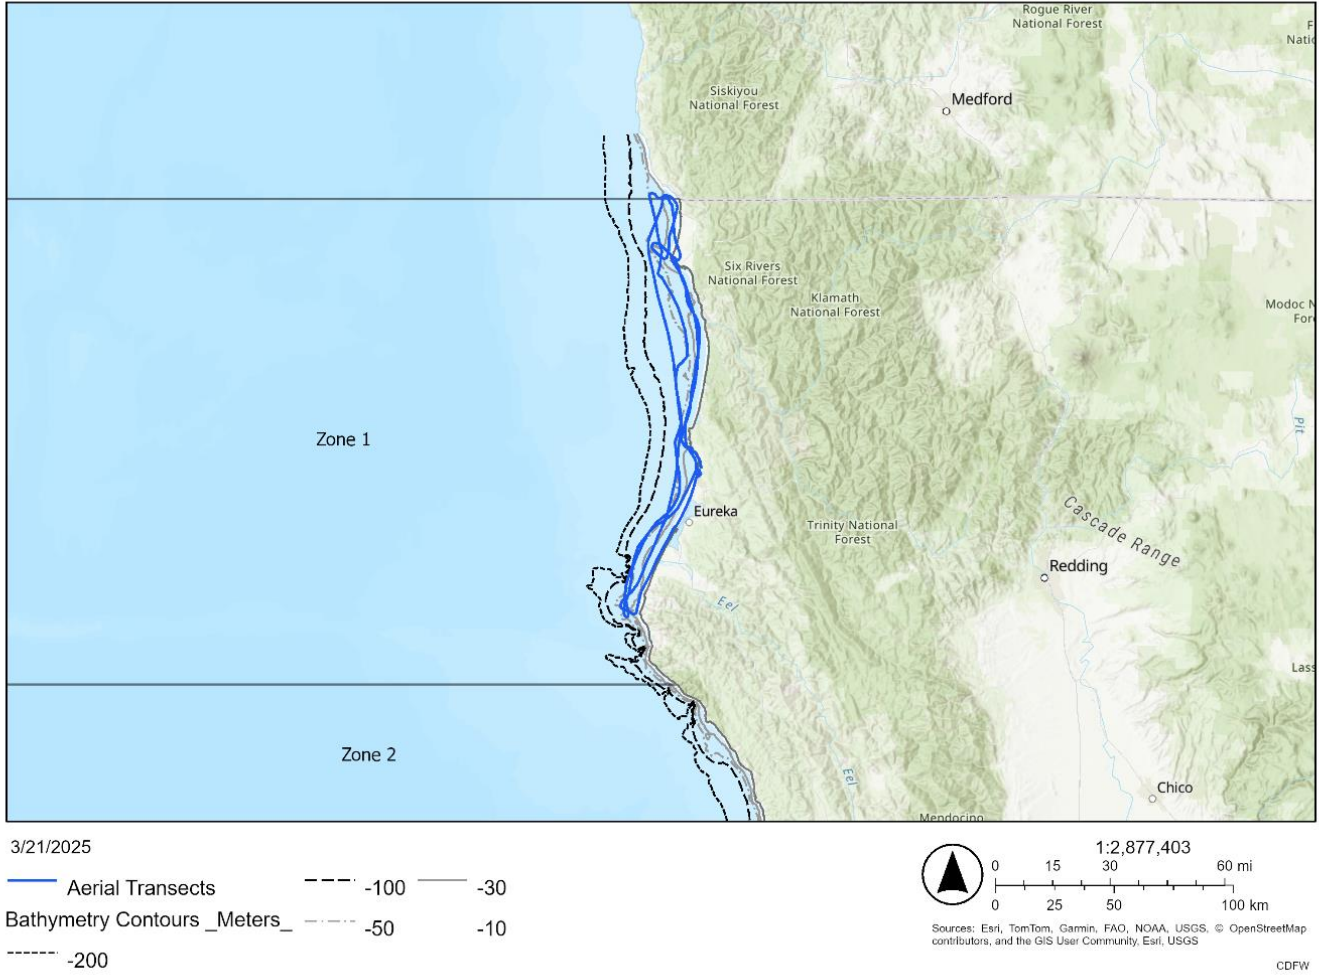 Rogue River
National Forest
F
Natio
Siskiyou
National Forest
Medford
Six Rivers
National Forest
Klamath
National Forest
Modoc N
Fore
Pit
Zone 1
Eureka
Trinity National
Forest
Cascade Range
Redding
Eel
Lass
Zone 2
Eel
Chico
Mendocino
3/21/2025
Aerial Transects
-100
-30
Bathymetry Contours _Meters_
-50
-10
-200
1:2,877,403
0 15 30 60 mi
0 25 50 100 km
Sources: Esri, TomTom, Garmin, FAO, NOAA, USGS, © OpenStreetMap
contributors, and the GIS User Community, Esri, USGS
CDFW